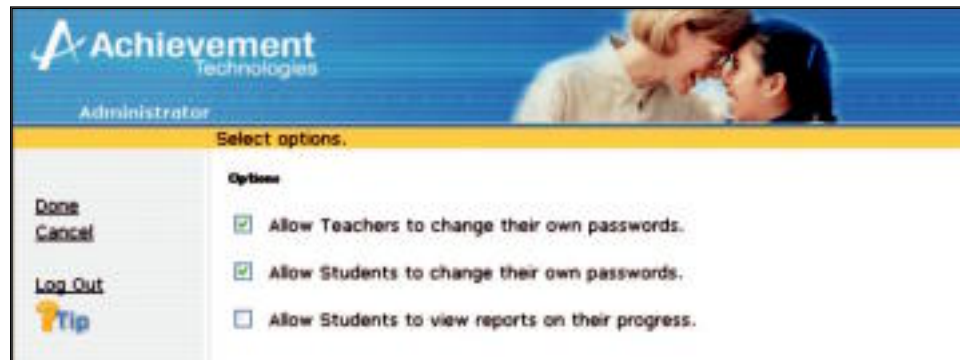 Achievement
Technologies
Administrator
Select options.
Options
Done
Cancel
Log Out
Tip
Allow Teachers to change their own passwords.
Allow Students to change their own passwords.
Allow Students to view reports on their progress.